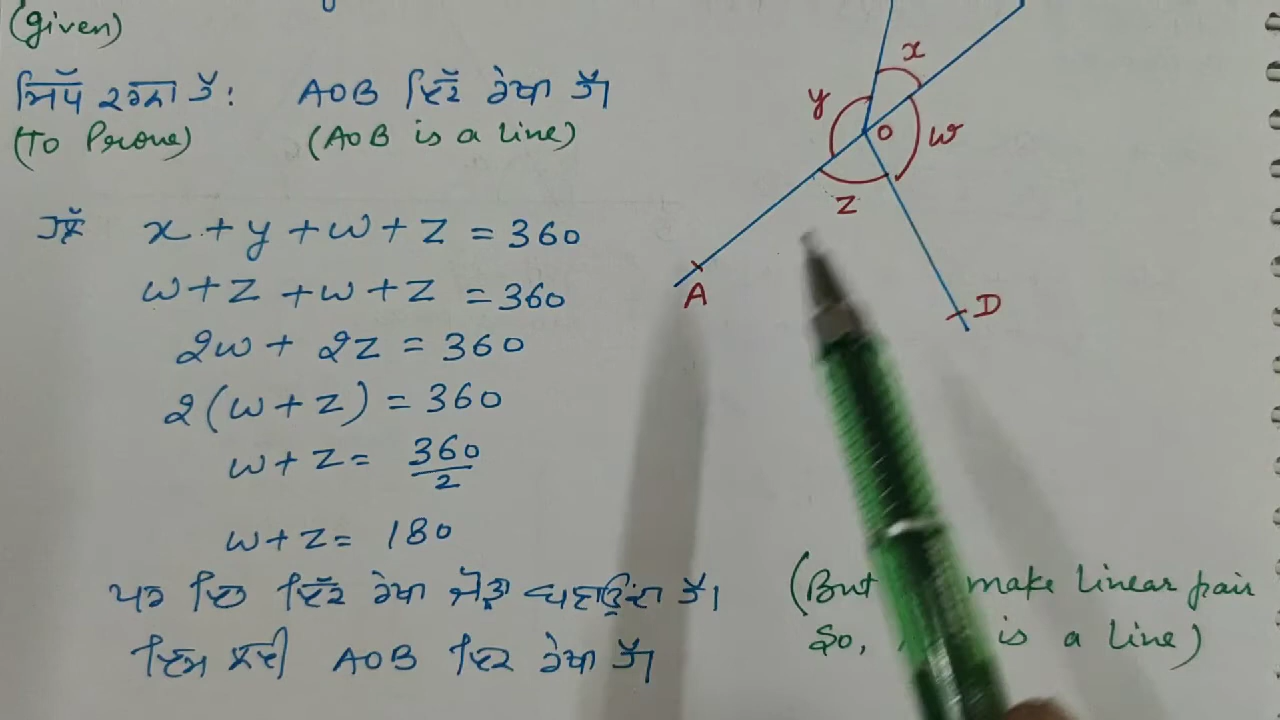 (given)
ਸਿੱਧ ਕਰਨਾ ਹੈ: AOB ਇੱਕ ਰੇਖਾ ਹੈ।
(To Prove) (AOB is a line)
x
y
O
w
z
A
D
x + y + w + z = 360
w + z + w + z = 360
2w + 2z = 360
2(w + z) = 360
w + z = 360/2
w + z = 180
ਪਰ ਇਹ ਇੱਕ ਰੇਖਾ ਜੋੜਾ ਬਣਾਉਂਦਾ ਹੈ। (But make linear pair
ਇਸ ਲਈ AOB ਇਕ ਰੇਖਾ ਹੈ। So, is a line)